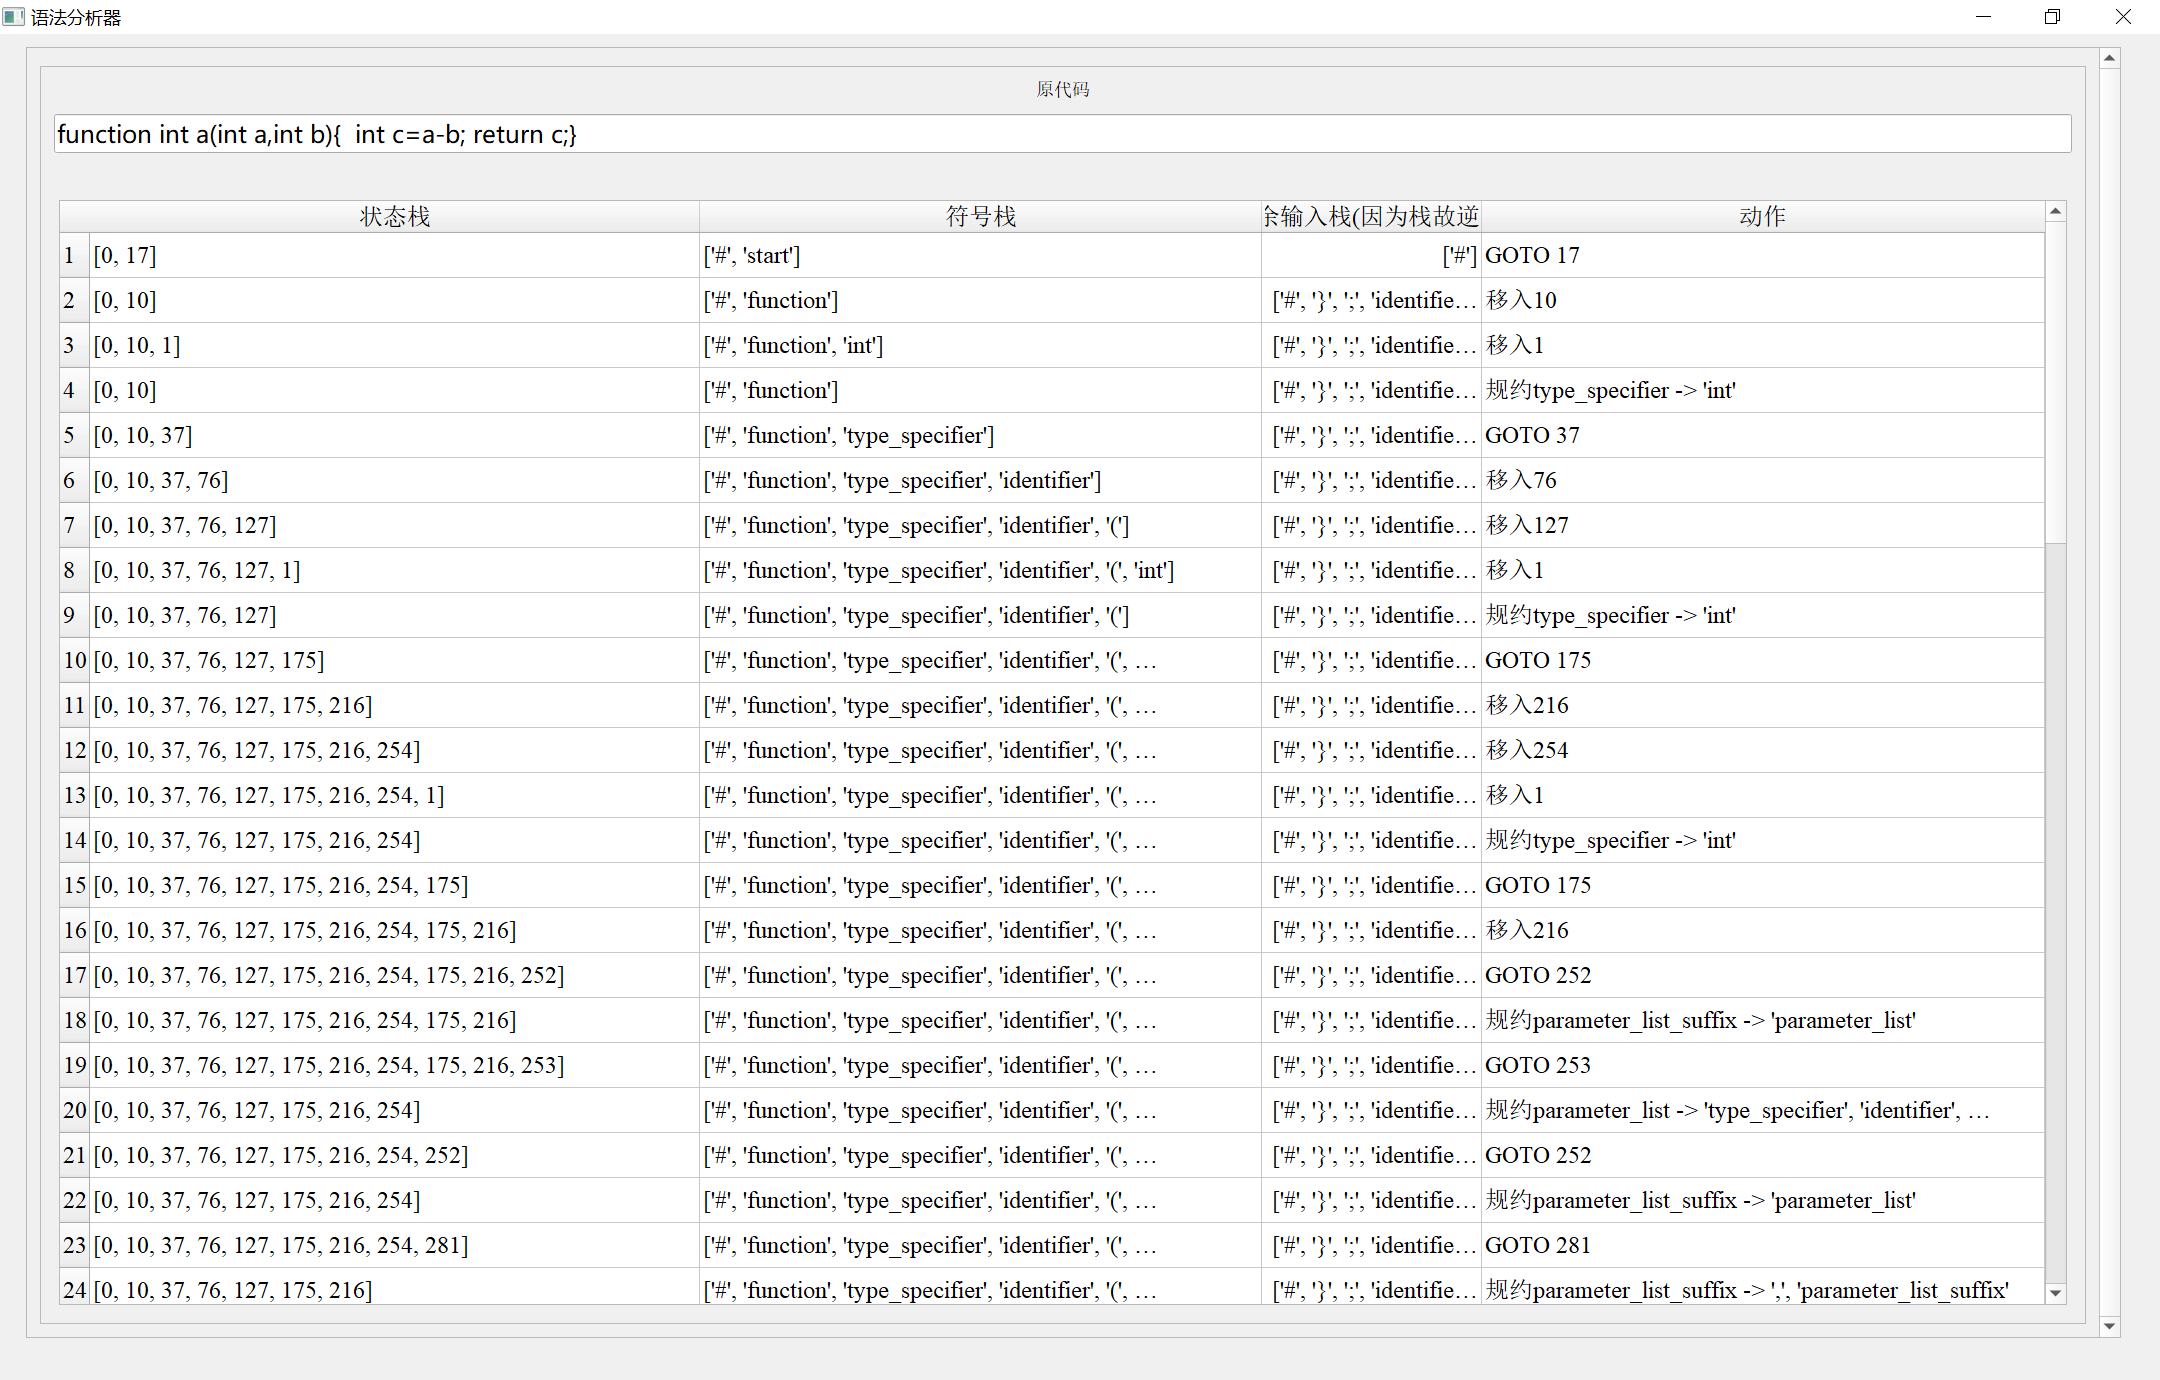 语法分析器
原代码
function int a(int a,int b){  int c=a-b; return c;}
状态栈 符号栈 余输入栈(因为栈故逆 动作
1 [0, 17] ['#', 'start'] ['#'] GOTO 17
2 [0, 10] ['#', 'function'] ['#', '}', ';', 'identifie… 移入10
3 [0, 10, 1] ['#', 'function', 'int'] ['#', '}', ';', 'identifie… 移入1
4 [0, 10] ['#', 'function'] ['#', '}', ';', 'identifie… 规约type_specifier -> 'int'
5 [0, 10, 37] ['#', 'function', 'type_specifier'] ['#', '}', ';', 'identifie… GOTO 37
6 [0, 10, 37, 76] ['#', 'function', 'type_specifier', 'identifier'] ['#', '}', ';', 'identifie… 移入76
7 [0, 10, 37, 76, 127] ['#', 'function', 'type_specifier', 'identifier', '('] ['#', '}', ';', 'identifie… 移入127
8 [0, 10, 37, 76, 127, 1] ['#', 'function', 'type_specifier', 'identifier', '(', 'int'] ['#', '}', ';', 'identifie… 移入1
9 [0, 10, 37, 76, 127] ['#', 'function', 'type_specifier', 'identifier', '('] ['#', '}', ';', 'identifie… 规约type_specifier -> 'int'
10 [0, 10, 37, 76, 127, 175] ['#', 'function', 'type_specifier', 'identifier', '(', … ['#', '}', ';', 'identifie… GOTO 175
11 [0, 10, 37, 76, 127, 175, 216] ['#', 'function', 'type_specifier', 'identifier', '(', … ['#', '}', ';', 'identifie… 移入216
12 [0, 10, 37, 76, 127, 175, 216, 254] ['#', 'function', 'type_specifier', 'identifier', '(', … ['#', '}', ';', 'identifie… 移入254
13 [0, 10, 37, 76, 127, 175, 216, 254, 1] ['#', 'function', 'type_specifier', 'identifier', '(', … ['#', '}', ';', 'identifie… 移入1
14 [0, 10, 37, 76, 127, 175, 216, 254] ['#', 'function', 'type_specifier', 'identifier', '(', … ['#', '}', ';', 'identifie… 规约type_specifier -> 'int'
15 [0, 10, 37, 76, 127, 175, 216, 254, 175] ['#', 'function', 'type_specifier', 'identifier', '(', … ['#', '}', ';', 'identifie… GOTO 175
16 [0, 10, 37, 76, 127, 175, 216, 254, 175, 216] ['#', 'function', 'type_specifier', 'identifier', '(', … ['#', '}', ';', 'identifie… 移入216
17 [0, 10, 37, 76, 127, 175, 216, 254, 175, 216, 252] ['#', 'function', 'type_specifier', 'identifier', '(', … ['#', '}', ';', 'identifie… GOTO 252
18 [0, 10, 37, 76, 127, 175, 216, 254, 175, 216] ['#', 'function', 'type_specifier', 'identifier', '(', … ['#', '}', ';', 'identifie… 规约parameter_list_suffix -> 'parameter_list'
19 [0, 10, 37, 76, 127, 175, 216, 254, 175, 216, 253] ['#', 'function', 'type_specifier', 'identifier', '(', … ['#', '}', ';', 'identifie… GOTO 253
20 [0, 10, 37, 76, 127, 175, 216, 254] ['#', 'function', 'type_specifier', 'identifier', '(', … ['#', '}', ';', 'identifie… 规约parameter_list -> 'type_specifier', 'identifier', …
21 [0, 10, 37, 76, 127, 175, 216, 254, 252] ['#', 'function', 'type_specifier', 'identifier', '(', … ['#', '}', ';', 'identifie… GOTO 252
22 [0, 10, 37, 76, 127, 175, 216, 254] ['#', 'function', 'type_specifier', 'identifier', '(', … ['#', '}', ';', 'identifie… 规约parameter_list_suffix -> 'parameter_list'
23 [0, 10, 37, 76, 127, 175, 216, 254, 281] ['#', 'function', 'type_specifier', 'identifier', '(', … ['#', '}', ';', 'identifie… GOTO 281
24 [0, 10, 37, 76, 127, 175, 216] ['#', 'function', 'type_specifier', 'identifier', '(', … ['#', '}', ';', 'identifie… 规约parameter_list_suffix -> ',', 'parameter_list_suffix'